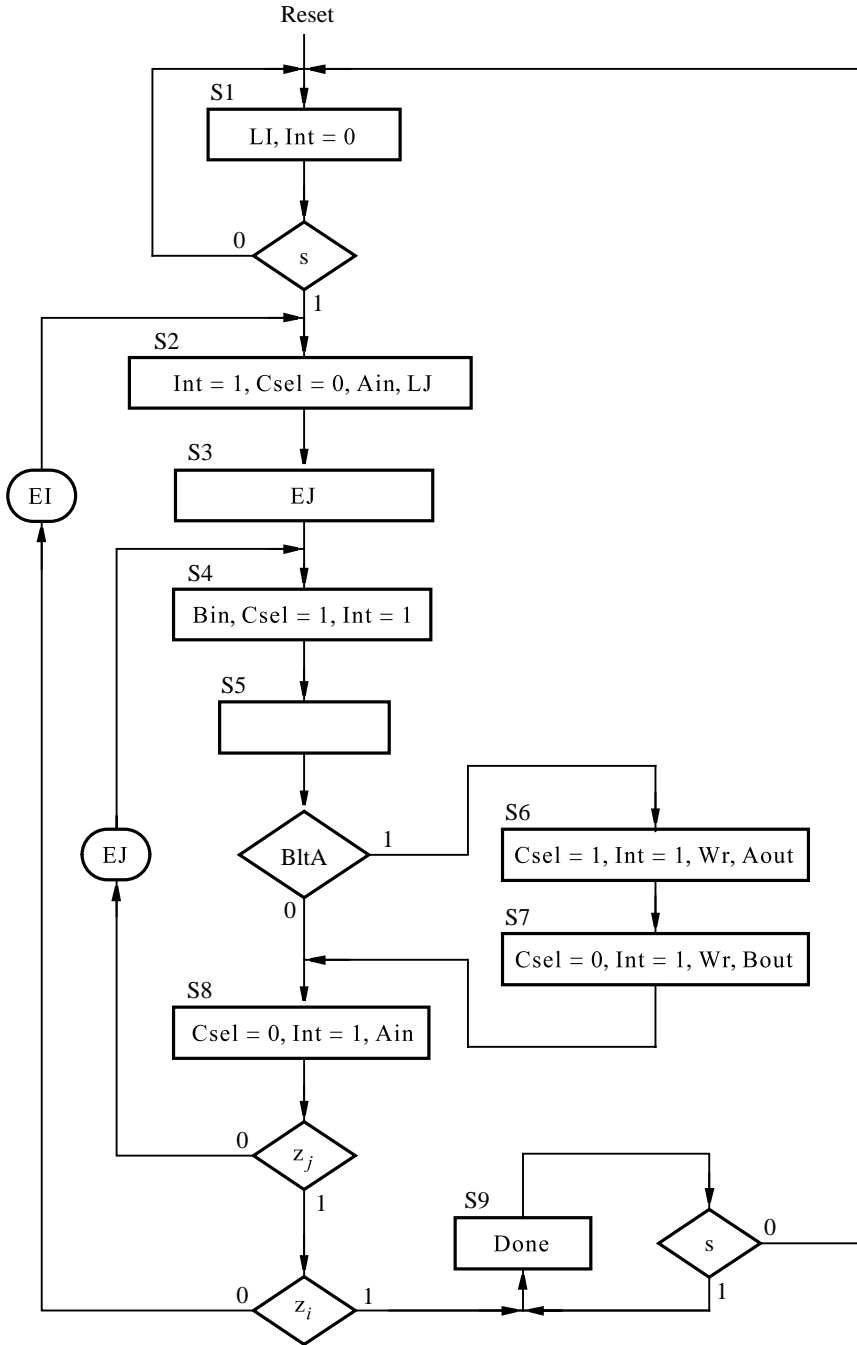 Reset
S1
LI, Int = 0
0
s
1
S2
Int = 1, Csel = 0, Ain, LJ
S3
EI
EJ
S4
Bin, Csel = 1, Int = 1
S5
S6
EJ
BltA
1
Csel = 1, Int = 1, Wr, Aout
0
S7
Csel = 0, Int = 1, Wr, Bout
S8
Csel = 0, Int = 1, Ain
0
zj
1
S9
Done
s
0
1
0
zi
1